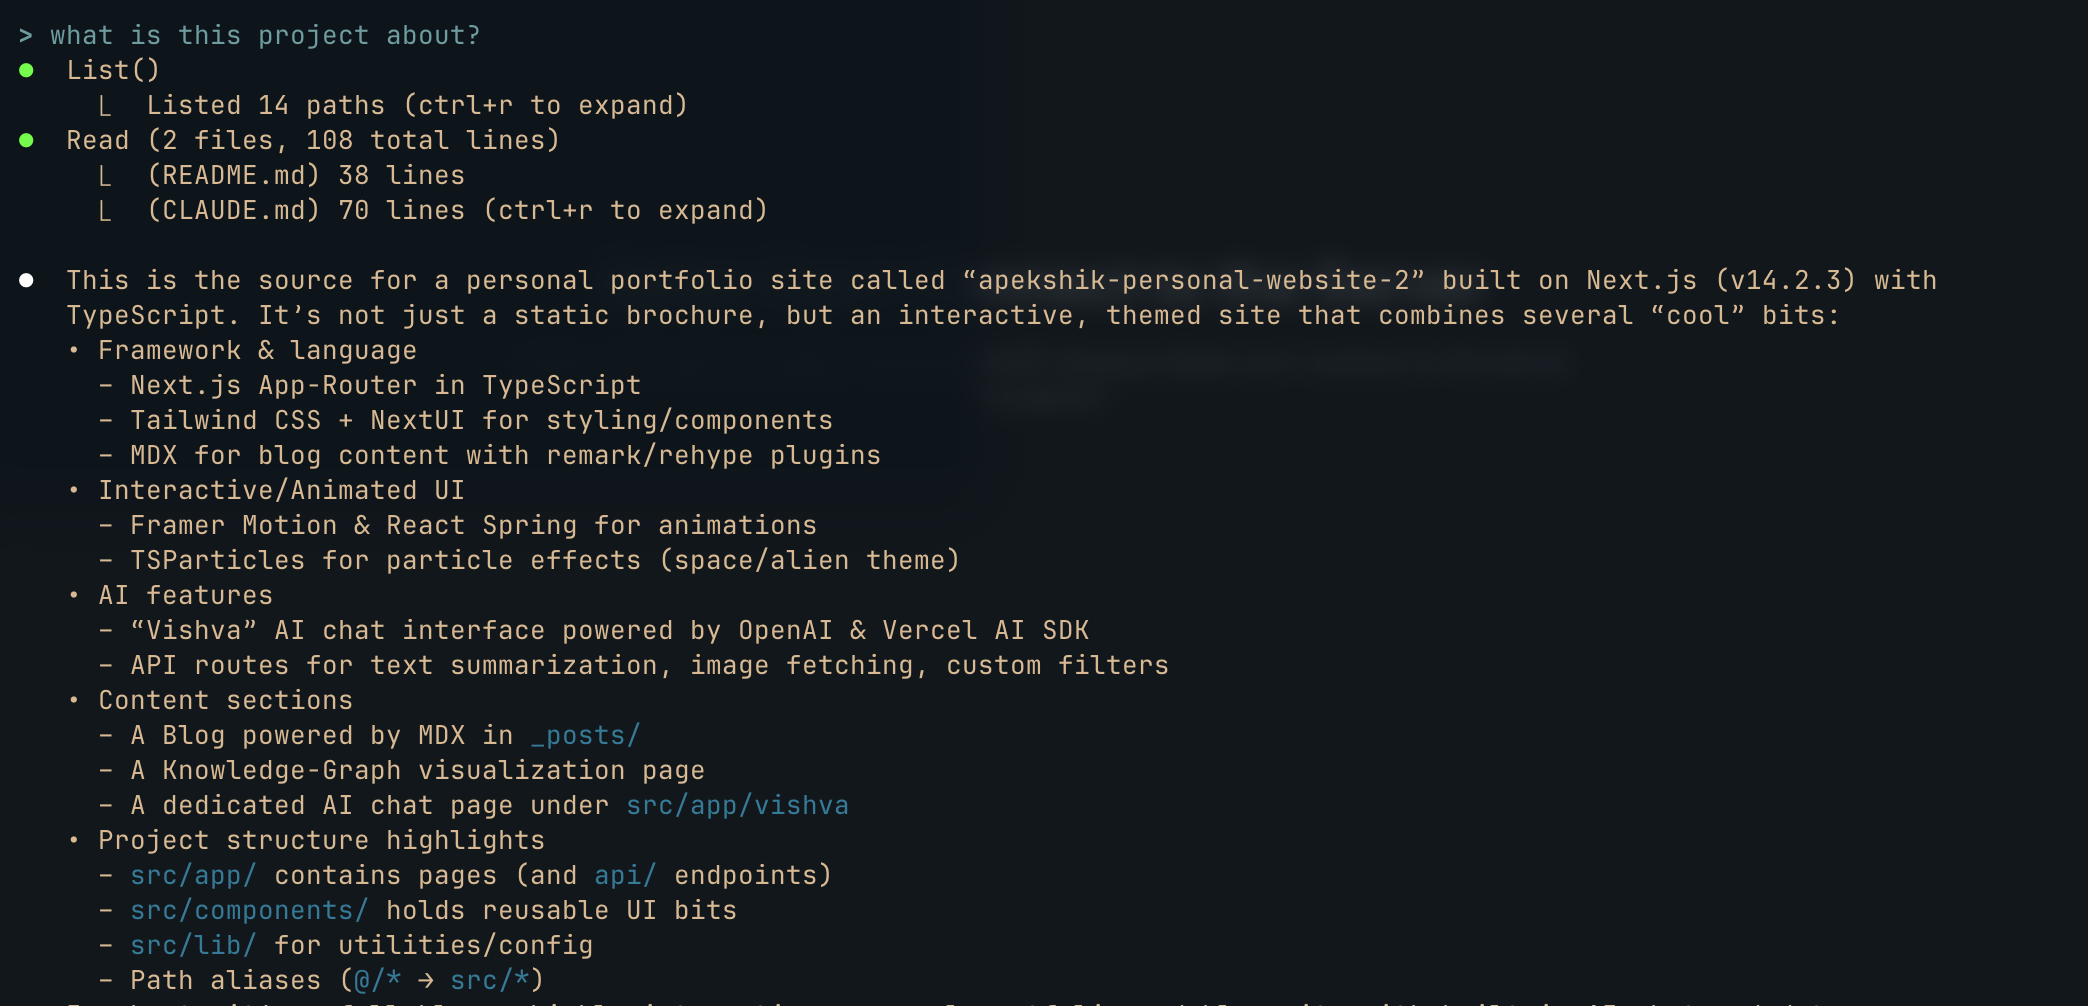 > what is this project about?
● List()
⎿ Listed 14 paths (ctrl+r to expand)
● Read (2 files, 108 total lines)
⎿ (README.md) 38 lines
⎿ (CLAUDE.md) 70 lines (ctrl+r to expand)
● This is the source for a personal portfolio site called “apekshik-personal-website-2” built on Next.js (v14.2.3) with
TypeScript. It’s not just a static brochure, but an interactive, themed site that combines several “cool” bits:
• Framework & language
– Next.js App-Router in TypeScript
– Tailwind CSS + NextUI for styling/components
– MDX for blog content with remark/rehype plugins
• Interactive/Animated UI
– Framer Motion & React Spring for animations
– TSParticles for particle effects (space/alien theme)
• AI features
– “Vishva” AI chat interface powered by OpenAI & Vercel AI SDK
– API routes for text summarization, image fetching, custom filters
• Content sections
– A Blog powered by MDX in _posts/
– A Knowledge-Graph visualization page
– A dedicated AI chat page under src/app/vishva
• Project structure highlights
– src/app/ contains pages (and api/ endpoints)
– src/components/ holds reusable UI bits
– src/lib/ for utilities/config
– Path aliases (@/* → src/*)